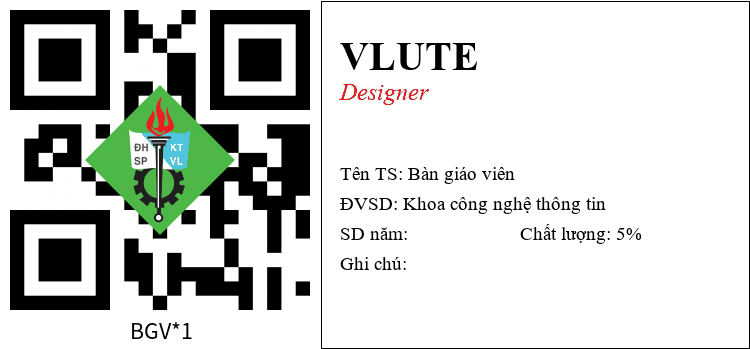 ĐH KT
SP VL
BGV*1
VLUTE
Designer
Tên TS: Bàn giáo viên
ĐVSD: Khoa công nghệ thông tin
SD năm: Chất lượng: 5%
Ghi chú: